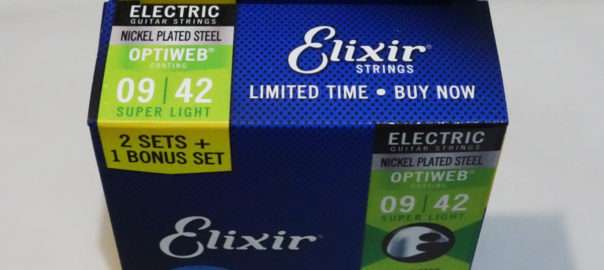 ELECTRIC
GUITAR STRINGS
NICKEL PLATED STEEL
OPTIWEB®
COATING
09 | 42
SUPER LIGHT
Elixir®
STRINGS
LIMITED TIME • BUY NOW
2 SETS +
1 BONUS SET
ELECTRIC
GUITAR STRINGS
NICKEL PLATED STEEL
OPTIWEB®
COATING
09 | 42
SUPER LIGHT
Elixir®